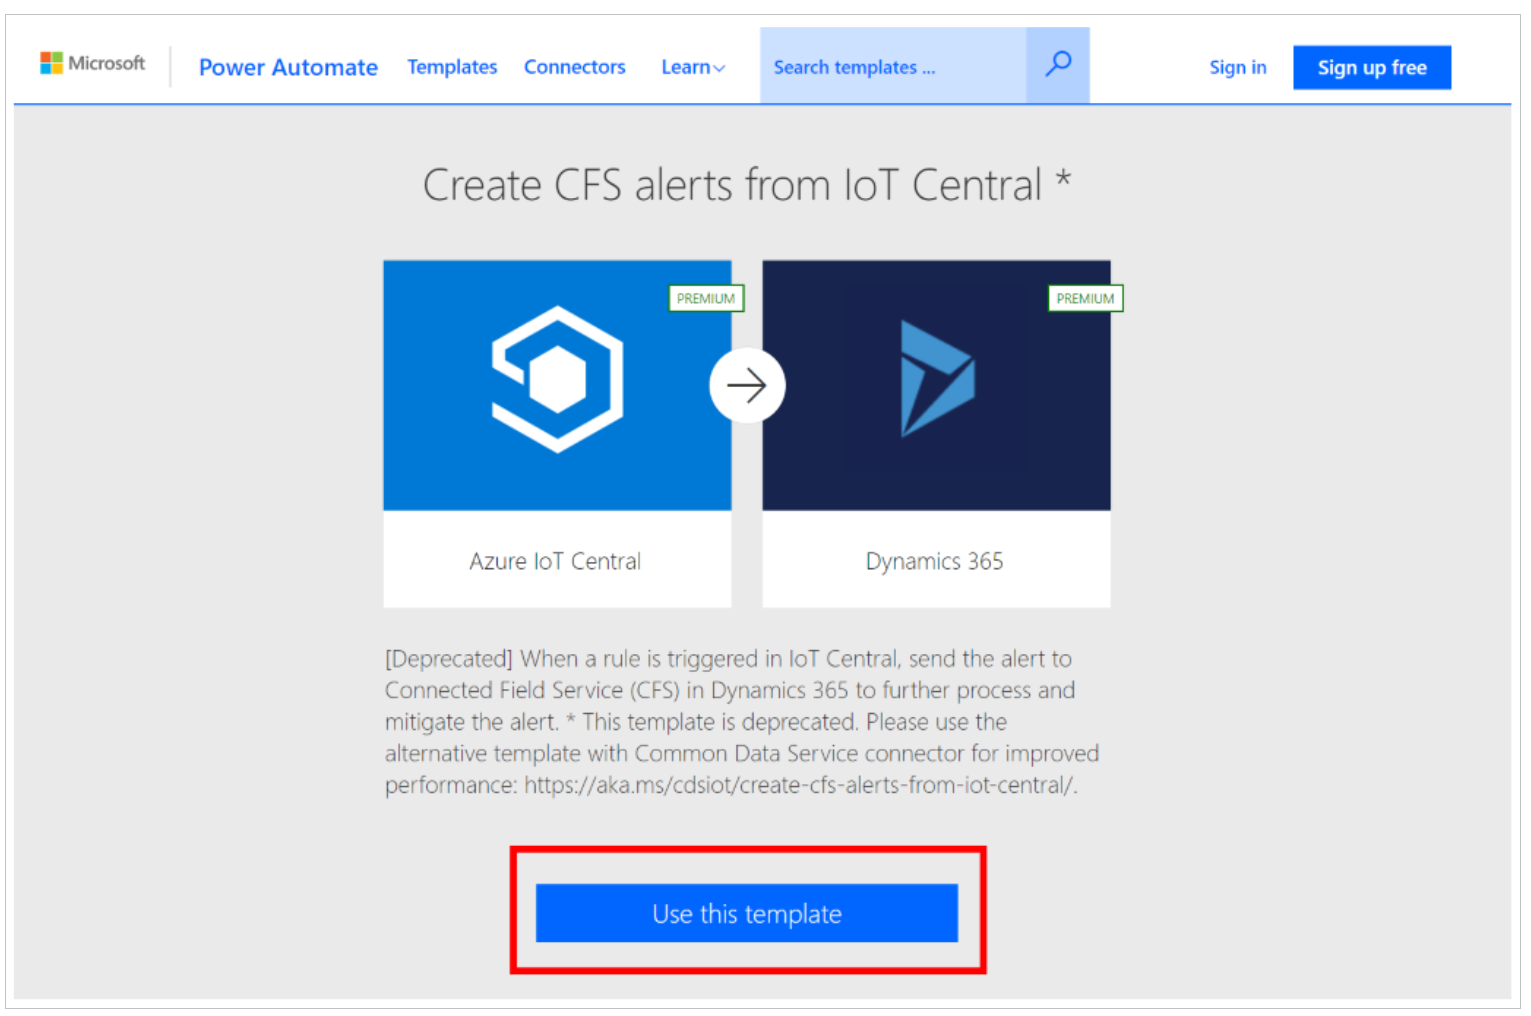 Microsoft
Power Automate
Templates
Connectors
Learn
Search templates ...
Sign in
Sign up free
Create CFS alerts from IoT Central *
PREMIUM
PREMIUM
Azure IoT Central
Dynamics 365
[Deprecated] When a rule is triggered in IoT Central, send the alert to
Connected Field Service (CFS) in Dynamics 365 to further process and
mitigate the alert. * This template is deprecated. Please use the
alternative template with Common Data Service connector for improved
performance: https://aka.ms/cdsiot/create-cfs-alerts-from-iot-central/.
Use this template